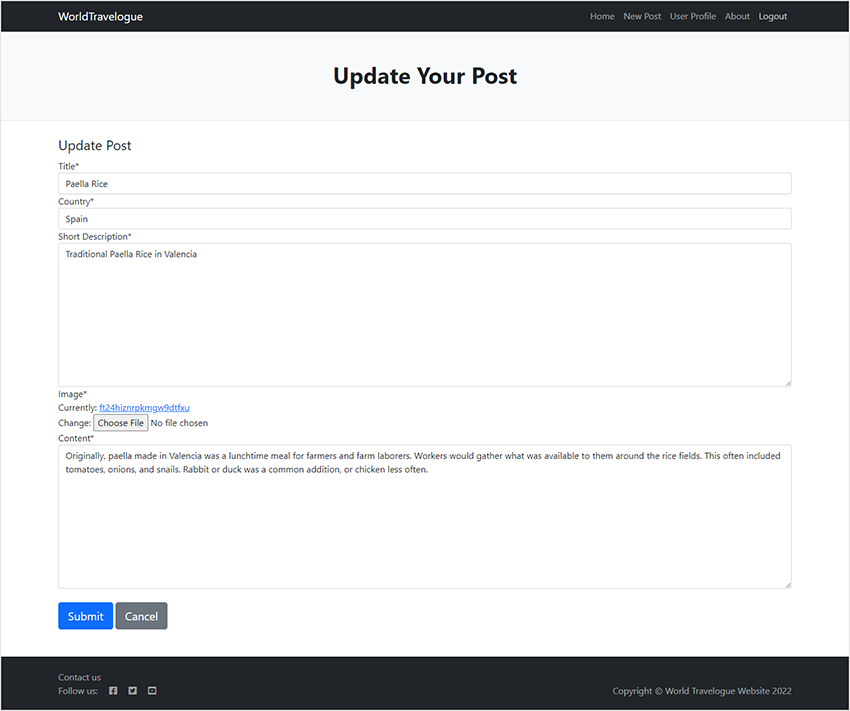 WorldTravelogue Home New Post User Profile About Logout
Update Your Post
Update Post
Title*
Paella Rice
Country*
Spain
Short Description*
Traditional Paella Rice in Valencia
Image*
Currently: ft24hiznrpkmgw9dtfxu
Change: Choose File No file chosen
Content*
Originally, paella made in Valencia was a lunchtime meal for farmers and farm laborers. Workers would gather what was available to them around the rice fields. This often included
tomatoes, onions, and snails. Rabbit or duck was a common addition, or chicken less often.
Submit Cancel
Contact us
Follow us: Copyright © World Travelogue Website 2022